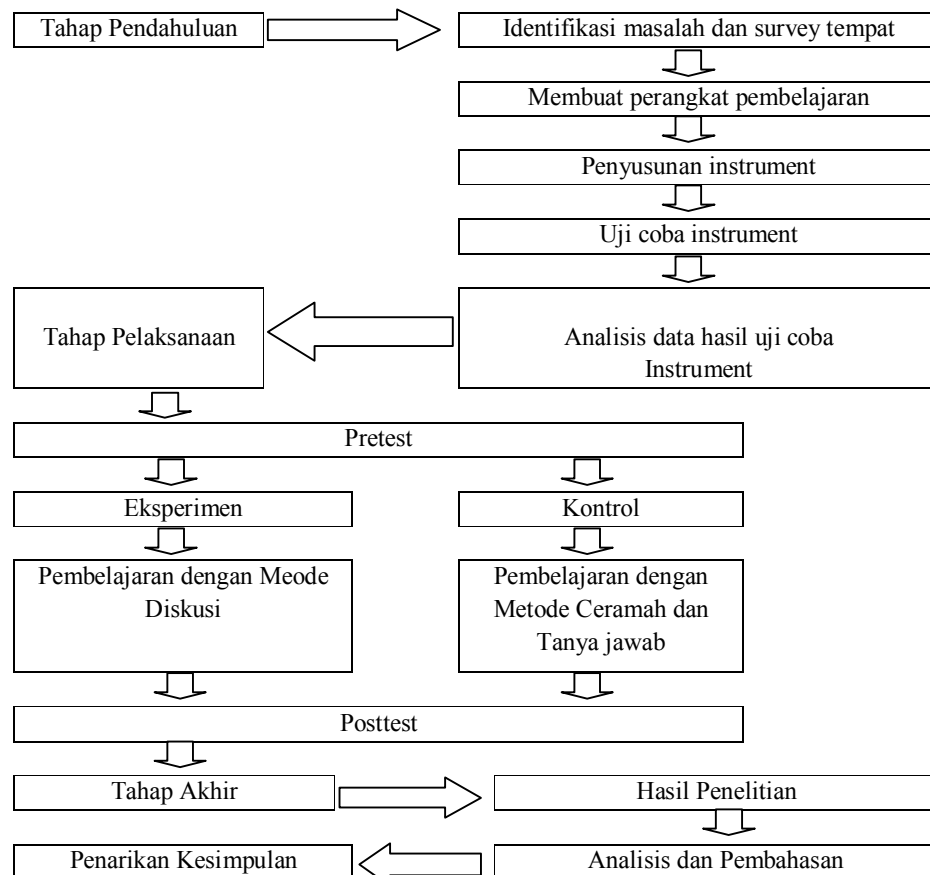 Tahap Pendahuluan
Identifikasi masalah dan survey tempat
Membuat perangkat pembelajaran
Penyusunan instrument
Uji coba instrument
Tahap Pelaksanaan
Analisis data hasil uji coba
Instrument
Pretest
Eksperimen
Kontrol
Pembelajaran dengan Meode
Diskusi
Pembelajaran dengan
Metode Ceramah dan
Tanya jawab
Posttest
Tahap Akhir
Hasil Penelitian
Penarikan Kesimpulan
Analisis dan Pembahasan